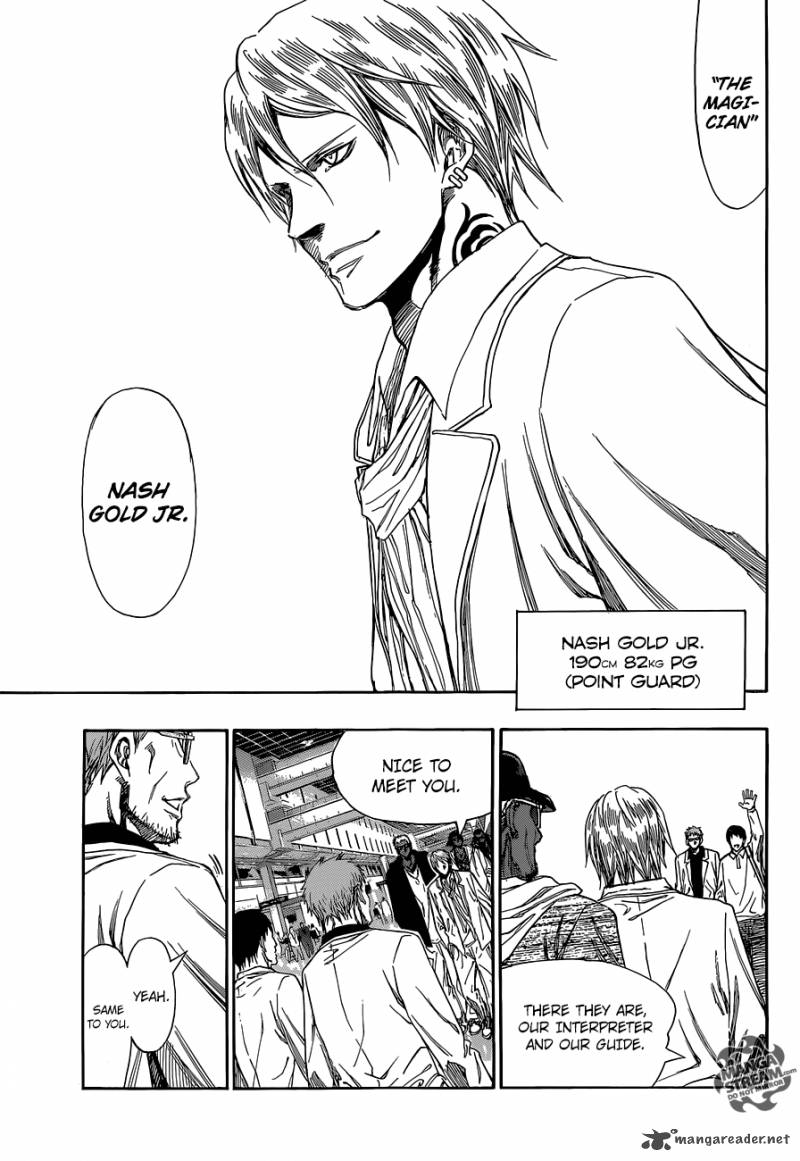 "THE
MAGI-
CIAN"
NASH
GOLD JR.
NASH GOLD JR.
190CM 82KG PG
(POINT GUARD)
THERE THEY ARE,
OUR INTERPRETER
AND OUR GUIDE.
NICE TO
MEET YOU.
YEAH.
SAME
TO YOU.
MANGA
STREAM.com
DO NOT MIRROR
mangareader.net